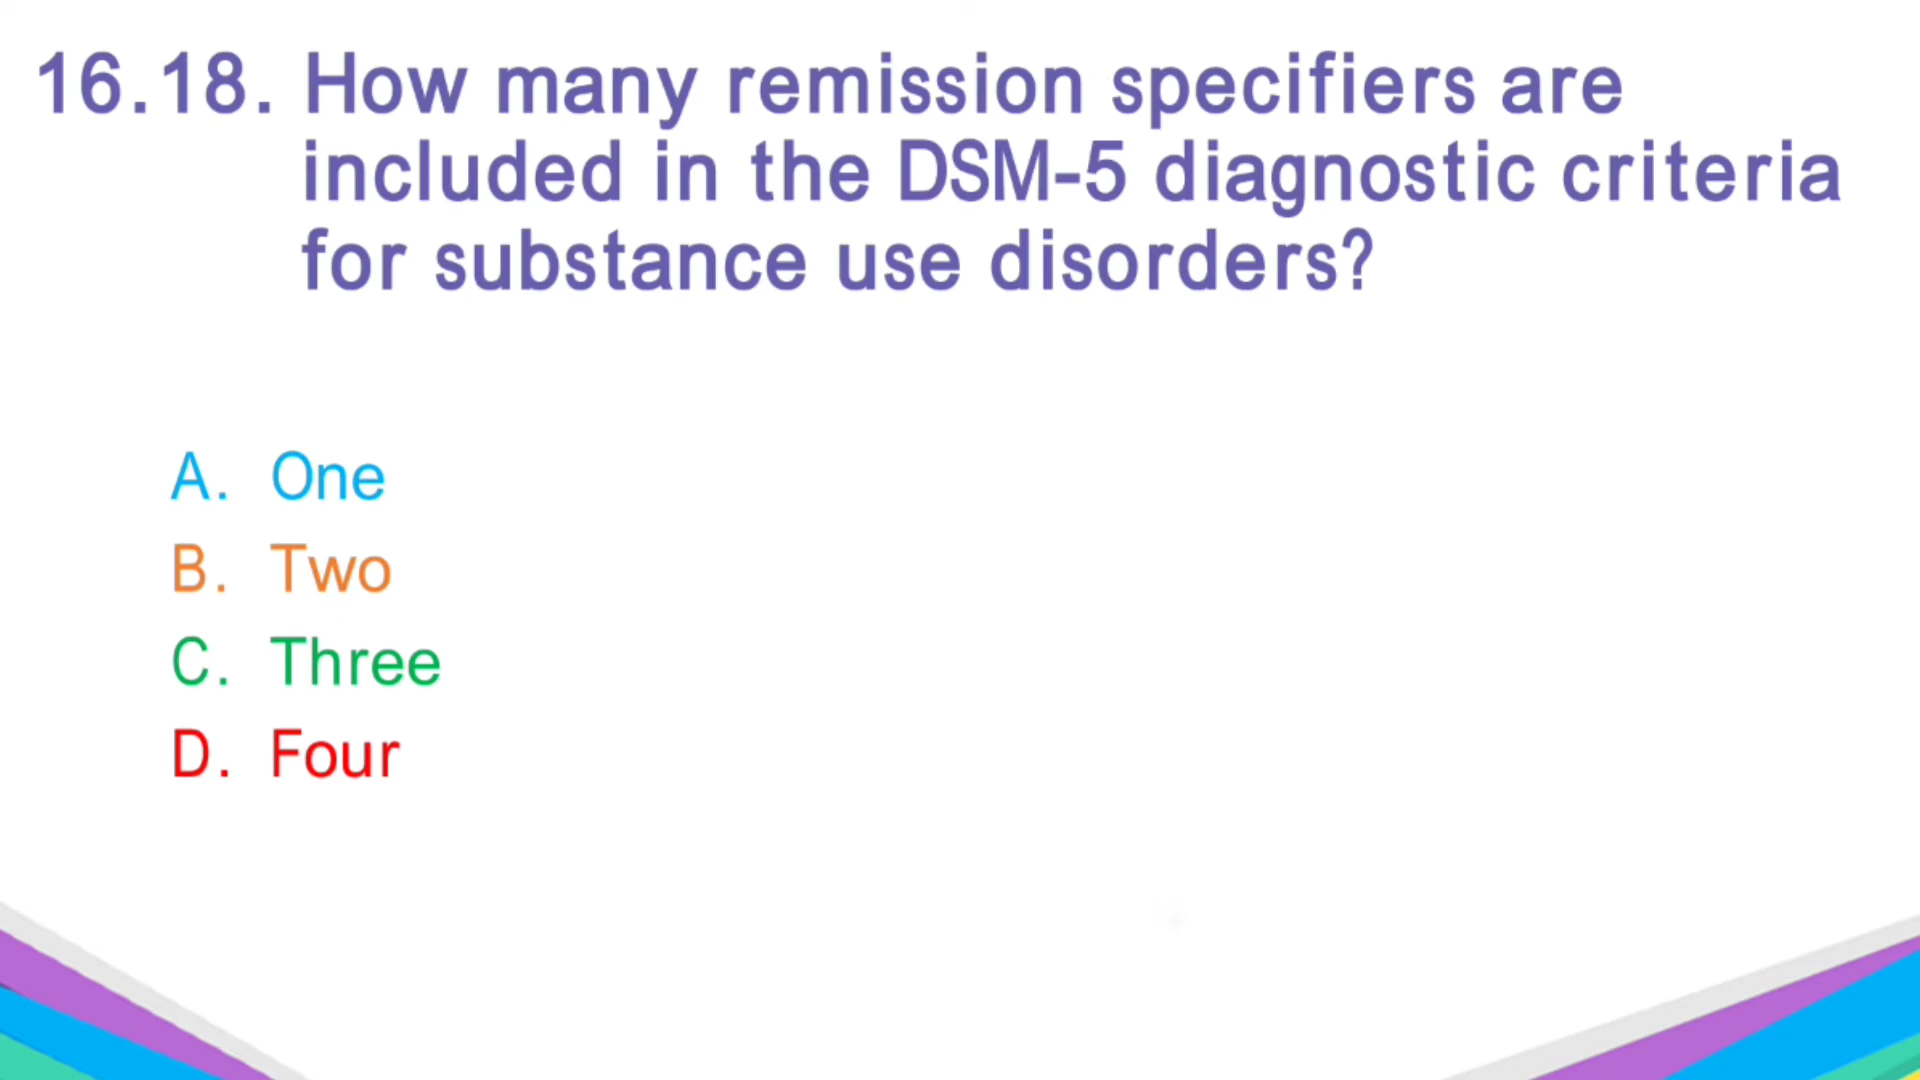 16.18. How many remission specifiers are
included in the DSM-5 diagnostic criteria
for substance use disorders?
A. One
B. Two
C. Three
D. Four